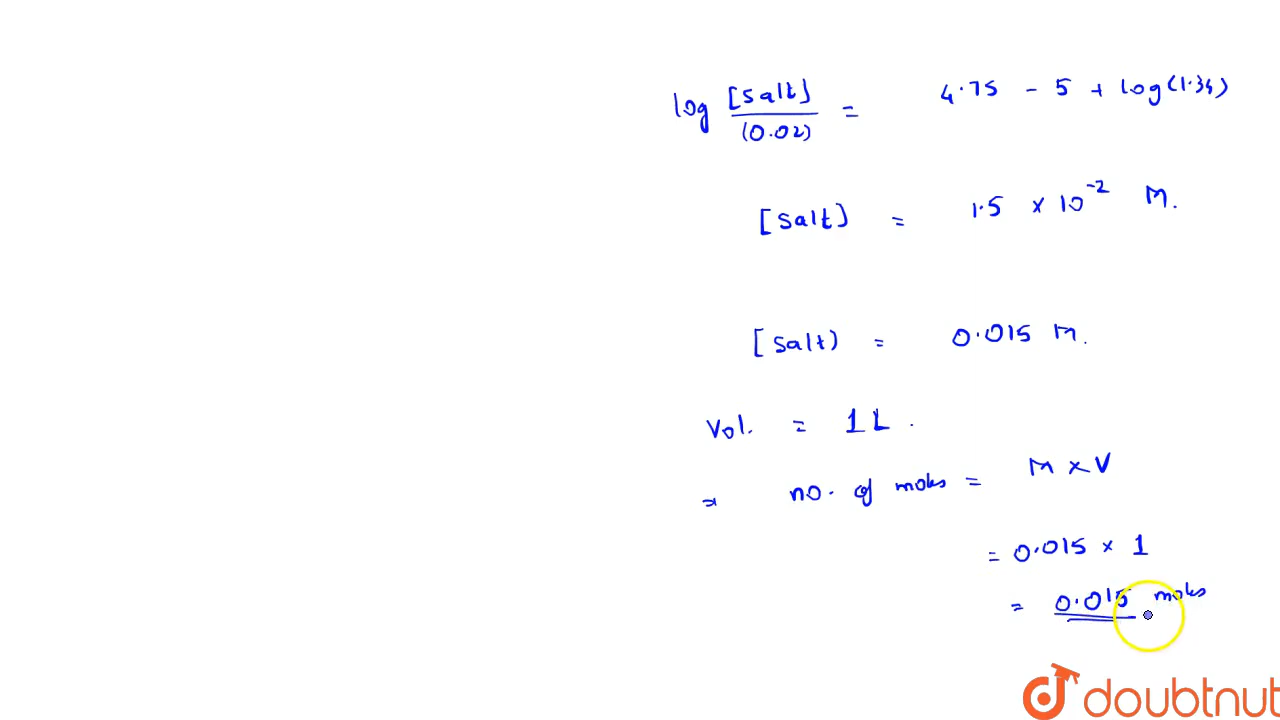 log [salt] / (0.02) = 4.75 - 5 + log(1.34)
[salt] = 1.5 × 10^-2 M.
[salt] = 0.015 M.
Vol. = 1 L.
⇒ no. of moles = M × V
= 0.015 × 1
= 0.015 moles
doubtnut